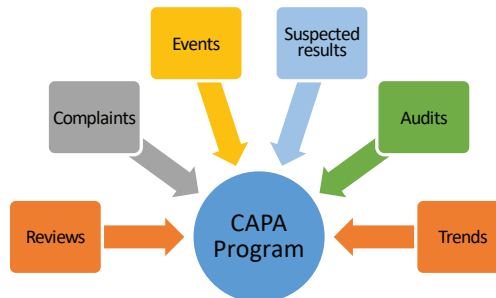 Events
Suspected
results
Complaints
Audits
Reviews
CAPA
Program
Trends